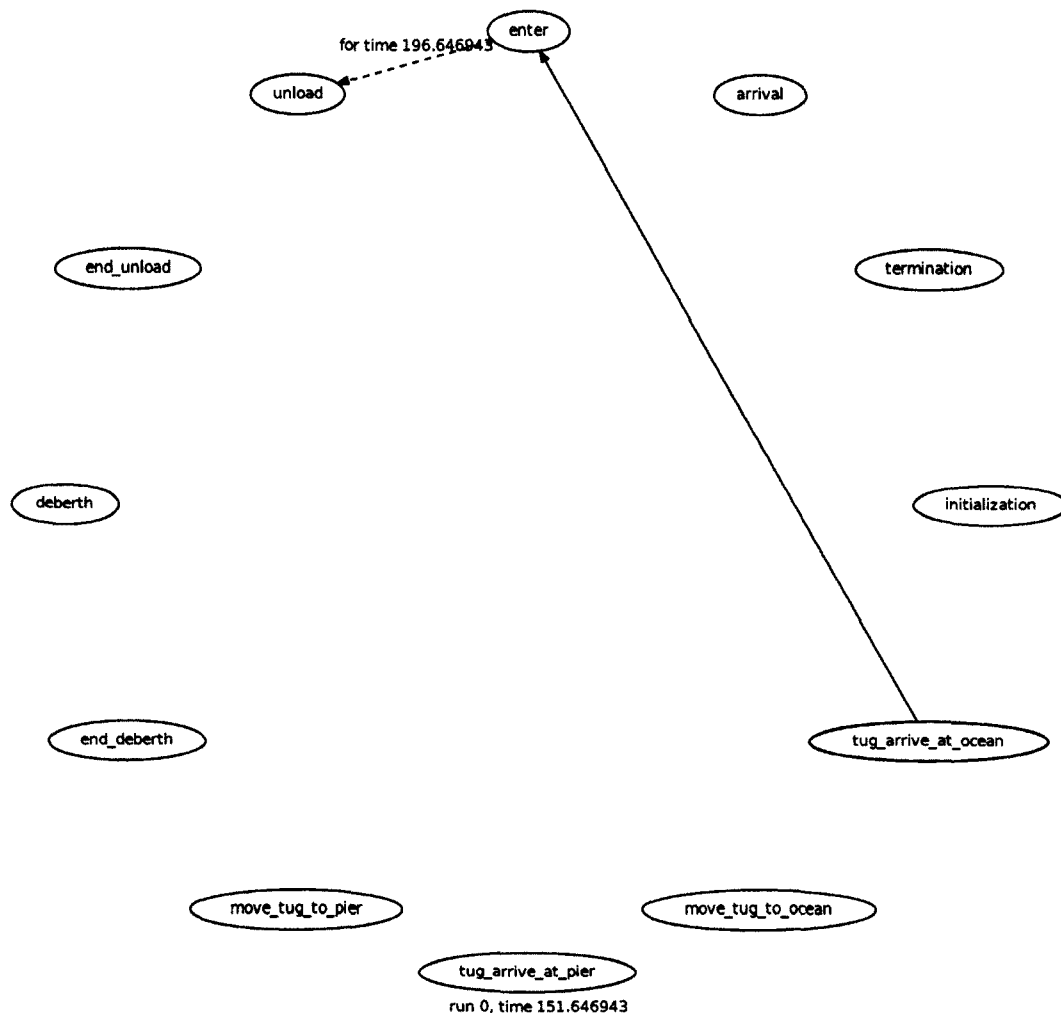 enter
for time 196.646943
unload
arrival
end_unload
termination
deberth
initialization
end_deberth
tug_arrive_at_ocean
move_tug_to_pier
move_tug_to_ocean
tug_arrive_at_pier
run 0, time 151.646943